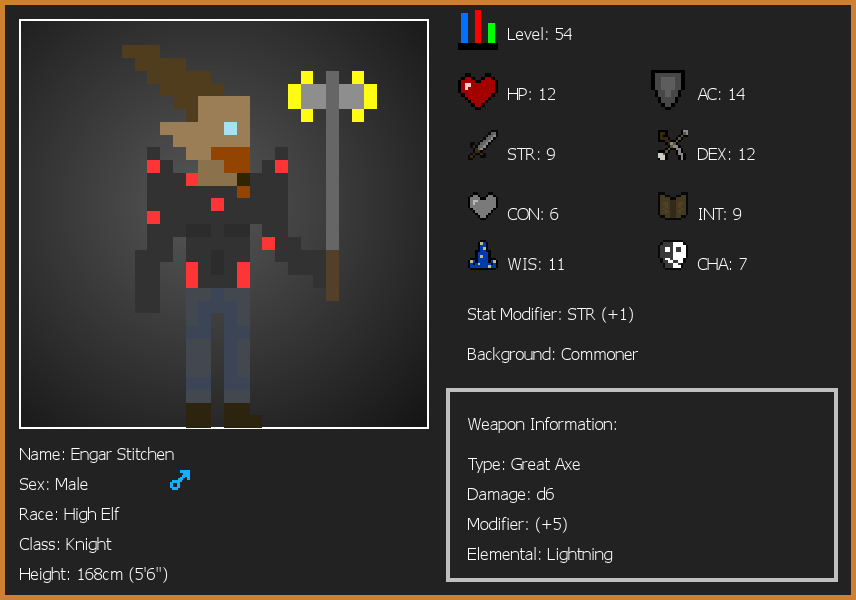 Level: 54
HP: 12
AC: 14
STR: 9
DEX: 12
CON: 6
INT: 9
WIS: 11
CHA: 7
Stat Modifier: STR (+1)
Background: Commoner
Weapon Information:
Type: Great Axe
Damage: d6
Modifier: (+5)
Elemental: Lightning
Name: Engar Stitchen
Sex: Male
Race: High Elf
Class: Knight
Height: 168cm (5'6")